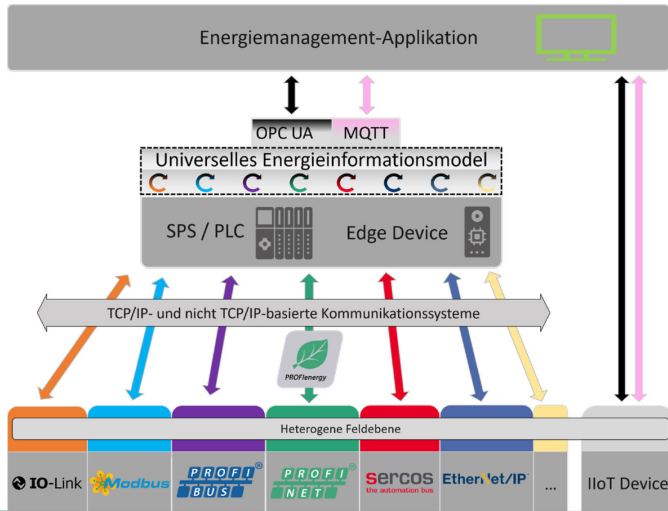 Energiemanagement-Applikation
OPC UA MQTT
Universelles Energieinformationsmodel
SPS / PLC Edge Device
TCP/IP- und nicht TCP/IP-basierte Kommunikationssysteme
PROFIenergy
Heterogene Feldebene
IO-Link
Modbus
PROFI
BUS
PROFI
NET
sercos
the automation bus
EtherNet/IP
...
IIoT Device